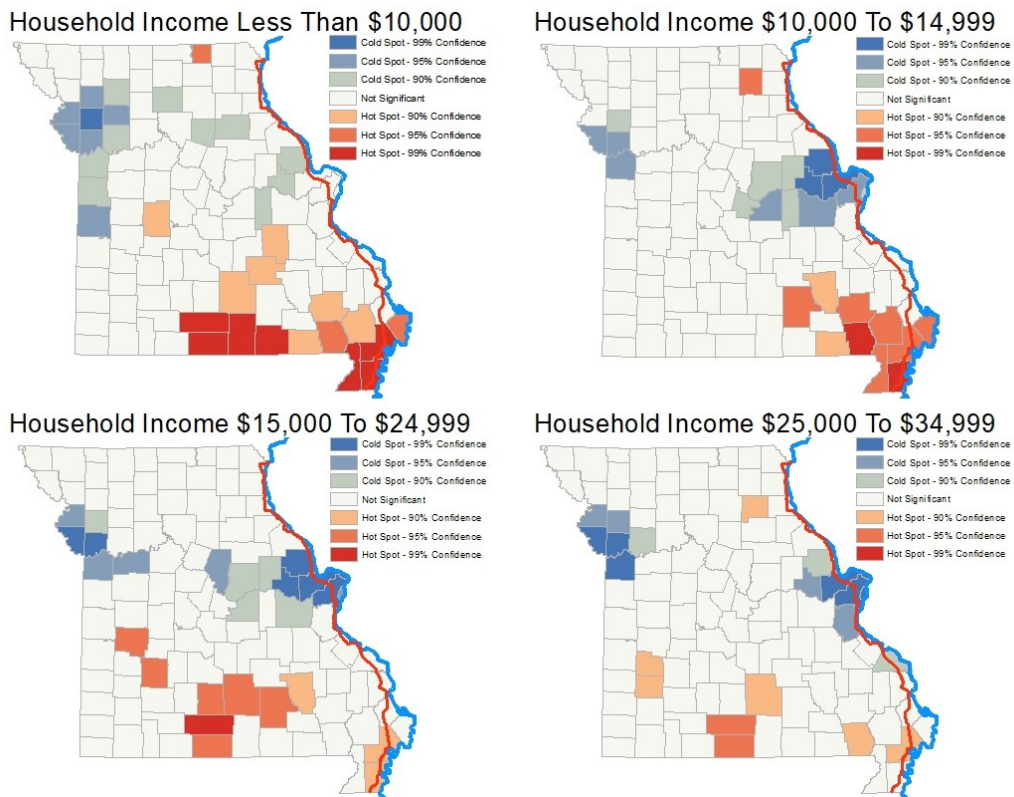 Household Income Less Than $10,000
Cold Spot - 99% Confidence
Cold Spot - 95% Confidence
Cold Spot - 90% Confidence
Not Significant
Hot Spot - 90% Confidence
Hot Spot - 95% Confidence
Hot Spot - 99% Confidence
Household Income $10,000 To $14,999
Cold Spot - 99% Confidence
Cold Spot - 95% Confidence
Cold Spot - 90% Confidence
Not Significant
Hot Spot - 90% Confidence
Hot Spot - 95% Confidence
Hot Spot - 99% Confidence
Household Income $15,000 To $24,999
Cold Spot - 99% Confidence
Cold Spot - 95% Confidence
Cold Spot - 90% Confidence
Not Significant
Hot Spot - 90% Confidence
Hot Spot - 95% Confidence
Hot Spot - 99% Confidence
Household Income $25,000 To $34,999
Cold Spot - 99% Confidence
Cold Spot - 95% Confidence
Cold Spot - 90% Confidence
Not Significant
Hot Spot - 90% Confidence
Hot Spot - 95% Confidence
Hot Spot - 99% Confidence